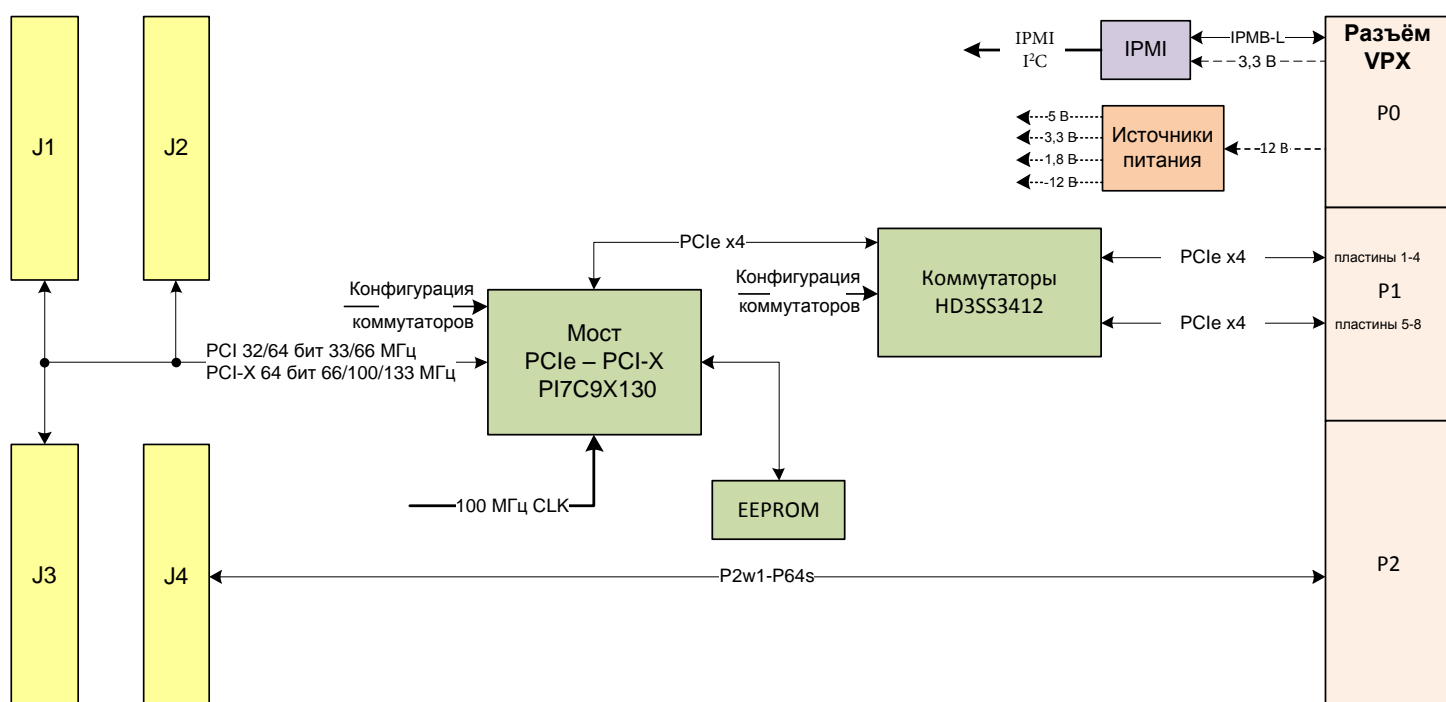 J1
J2
IPMI
I²C
IPMI
IPMB-L
3,3 В
Разъём
VPX
P0
5 В
3,3 В
1,8 В
-12 В
Источники
питания
12 В
PCIe x4
Конфигурация
коммутаторов
Мост
PCIe – PCI-X
PI7C9X130
Конфигурация
коммутаторов
Коммутаторы
HD3SS3412
PCIe x4
PCIe x4
пластины 1-4
P1
пластины 5-8
PCI 32/64 бит 33/66 МГц
PCI-X 64 бит 66/100/133 МГц
100 МГц CLK
EEPROM
J3
J4
P2w1-P64s
P2